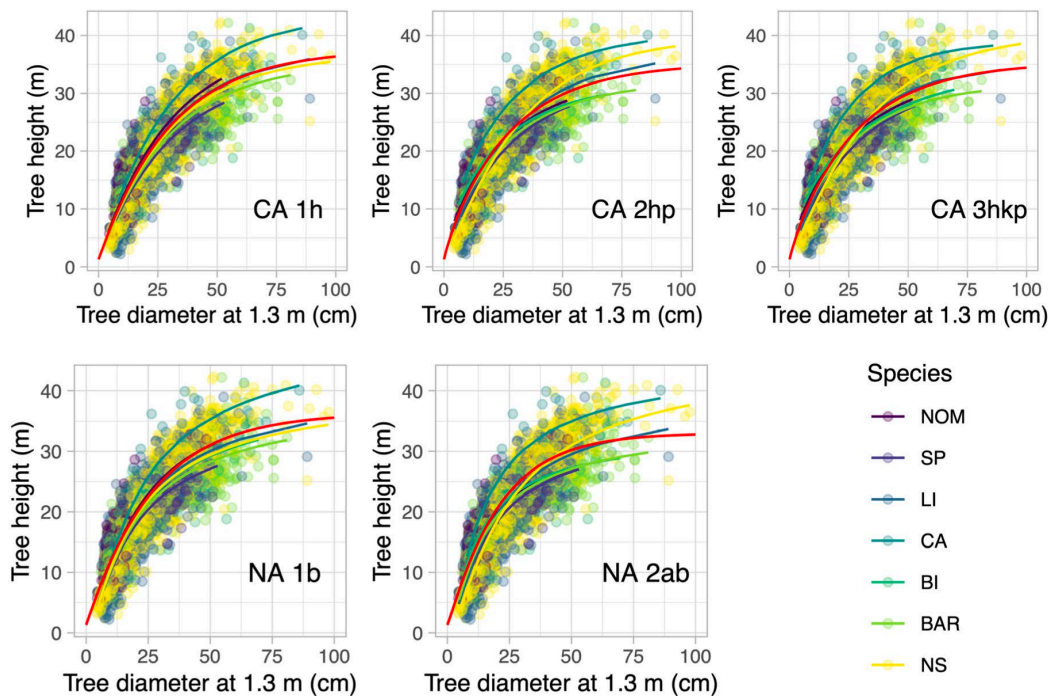 Tree height (m)
40
30
20
10
0
CA 1h
0 25 50 75 100
Tree diameter at 1.3 m (cm)
Tree height (m)
40
30
20
10
0
CA 2hp
0 25 50 75 100
Tree diameter at 1.3 m (cm)
Tree height (m)
40
30
20
10
0
CA 3hkp
0 25 50 75 100
Tree diameter at 1.3 m (cm)
Tree height (m)
40
30
20
10
0
NA 1b
0 25 50 75 100
Tree diameter at 1.3 m (cm)
Tree height (m)
40
30
20
10
0
NA 2ab
0 25 50 75 100
Tree diameter at 1.3 m (cm)
Species
NOM
SP
LI
CA
BI
BAR
NS